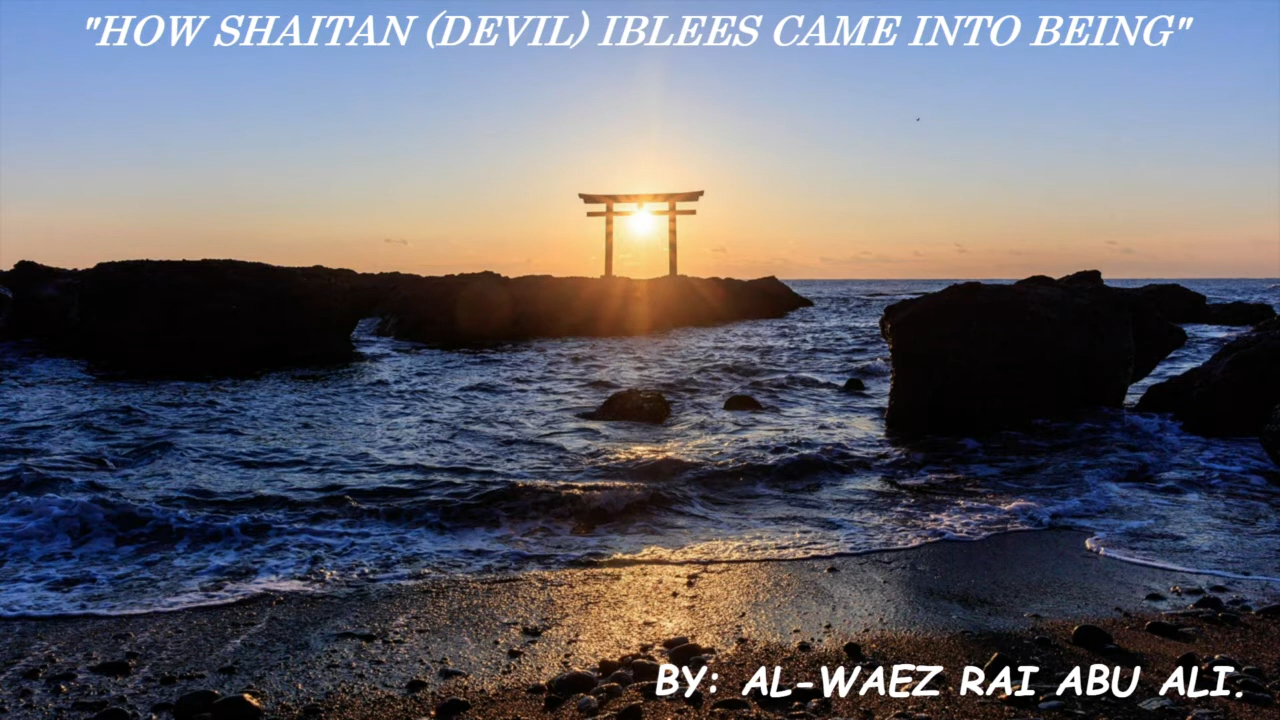 "HOW SHAITAN (DEVIL) IBLEES CAME INTO BEING"
BY: AL-WAEZ RAI ABU ALI.